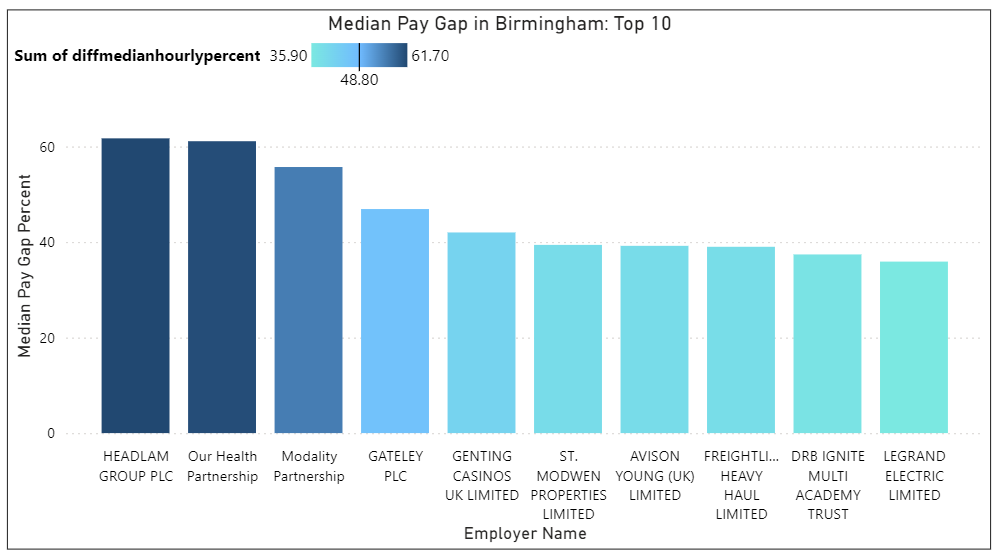 Median Pay Gap in Birmingham: Top 10
Sum of diffmedianhourlypercent 35.90 61.70
48.80
Median Pay Gap Percent
60
40
20
0
HEADLAM
GROUP PLC
Our Health
Partnership
Modality
Partnership
GATELEY
PLC
GENTING
CASINOS
UK LIMITED
ST.
MODWEN
PROPERTIES
LIMITED
AVISON
YOUNG (UK)
LIMITED
FREIGHTLI...
HEAVY
HAUL
LIMITED
DRB IGNITE
MULTI
ACADEMY
TRUST
LEGRAND
ELECTRIC
LIMITED
Employer Name